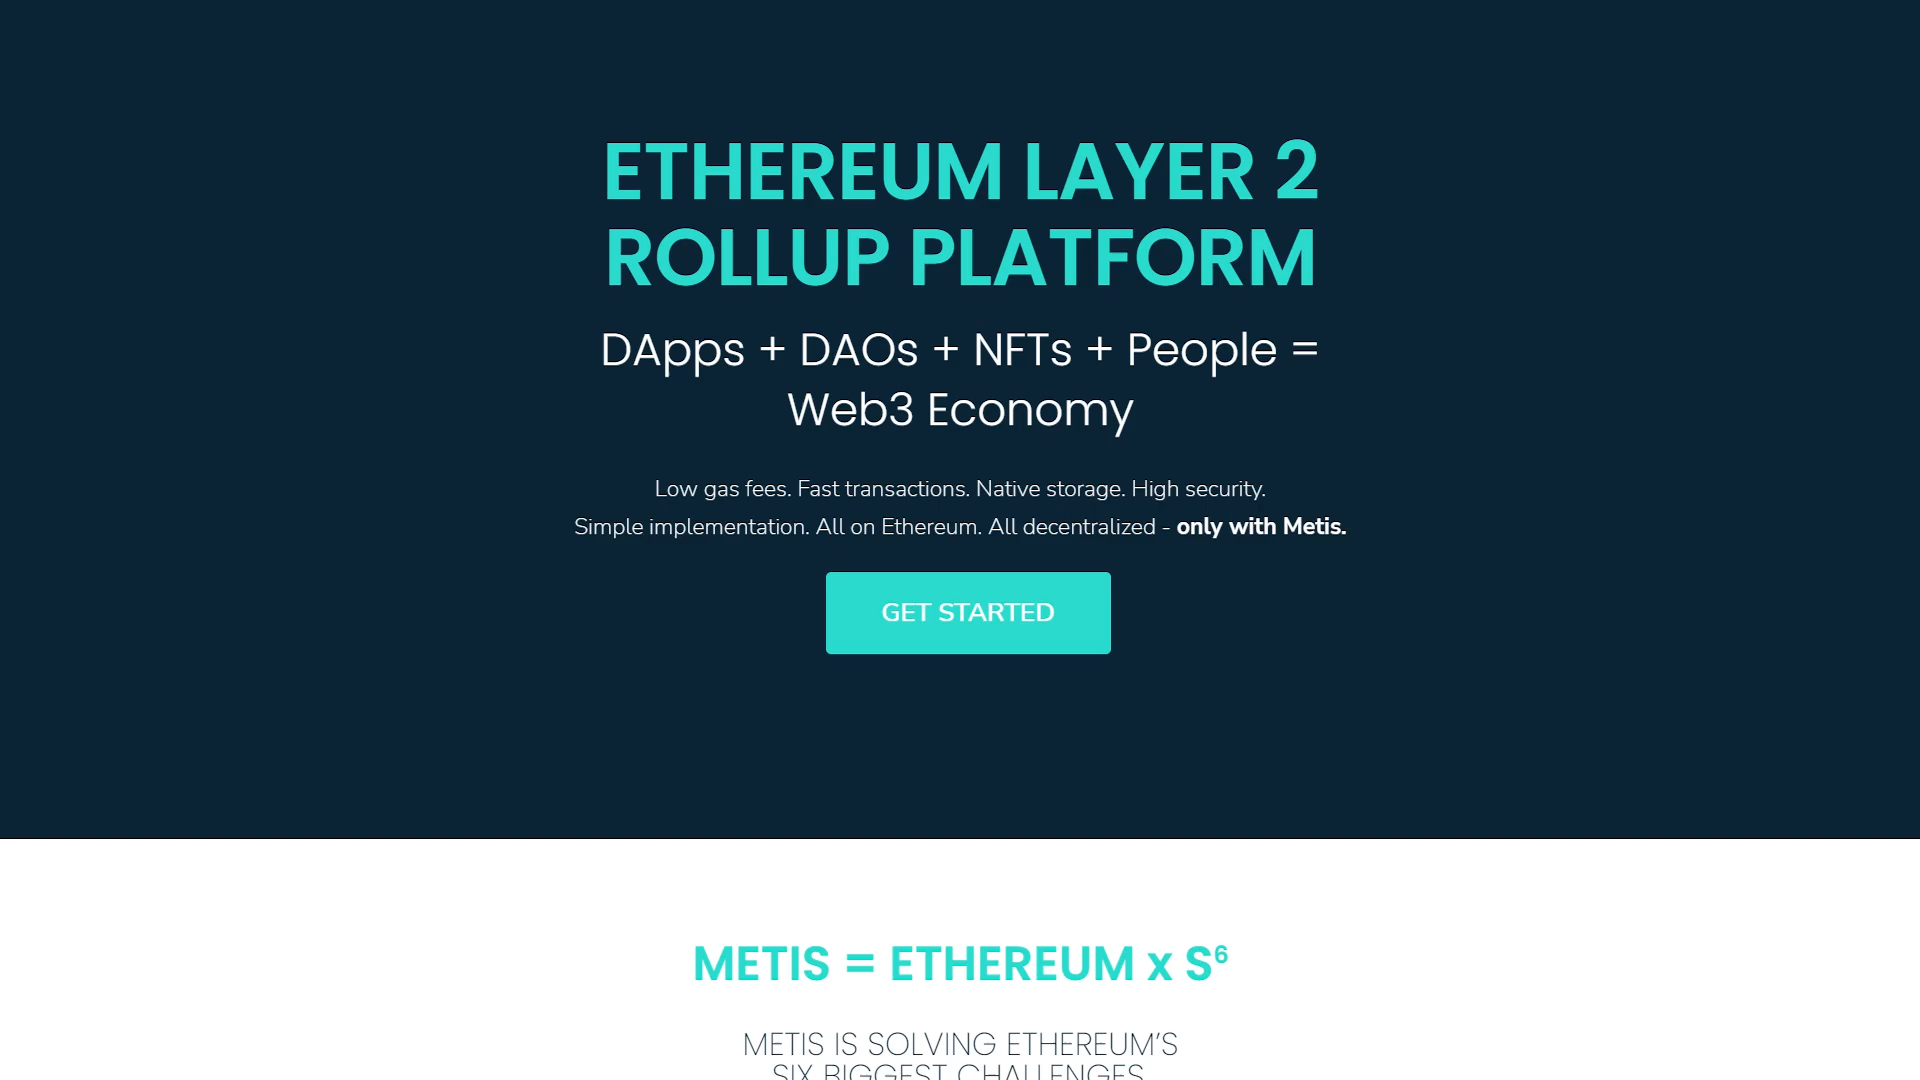 ETHEREUM LAYER 2
ROLLUP PLATFORM
DApps + DAOs + NFTs + People =
Web3 Economy
Low gas fees. Fast transactions. Native storage. High security.
Simple implementation. All on Ethereum. All decentralized - only with Metis.
GET STARTED
METIS = ETHEREUM x S⁶
METIS IS SOLVING ETHEREUM’S
SIX BIGGEST CHALLENGES